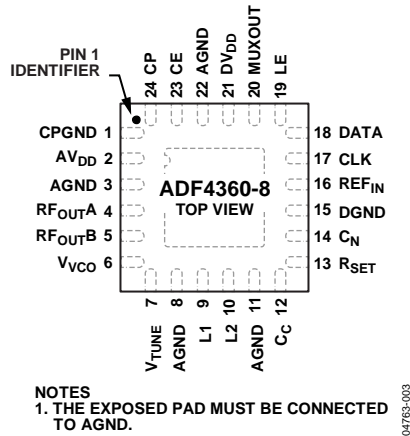 PIN 1
IDENTIFIER
24 CP
23 CE
22 AGND
21 DVDD
20 MUXOUT
19 LE
CPGND 1
AVDD 2
AGND 3
RFOUTA 4
RFOUTB 5
VVCO 6
ADF4360-8
TOP VIEW
18 DATA
17 CLK
16 REFIN
15 DGND
14 CN
13 RSET
VTUNE 7
AGND 8
L1 9
L2 10
AGND 11
CC 12
NOTES
1. THE EXPOSED PAD MUST BE CONNECTED
TO AGND.
04763-003